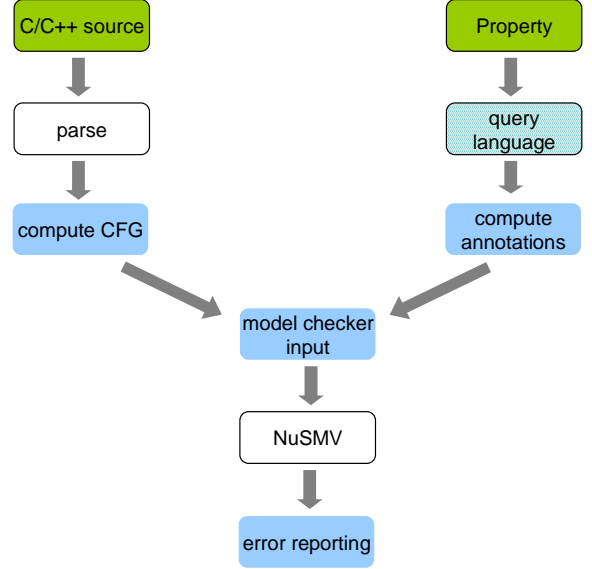 C/C++ source
Property
parse
query
language
compute CFG
compute
annotations
model checker
input
NuSMV
error reporting